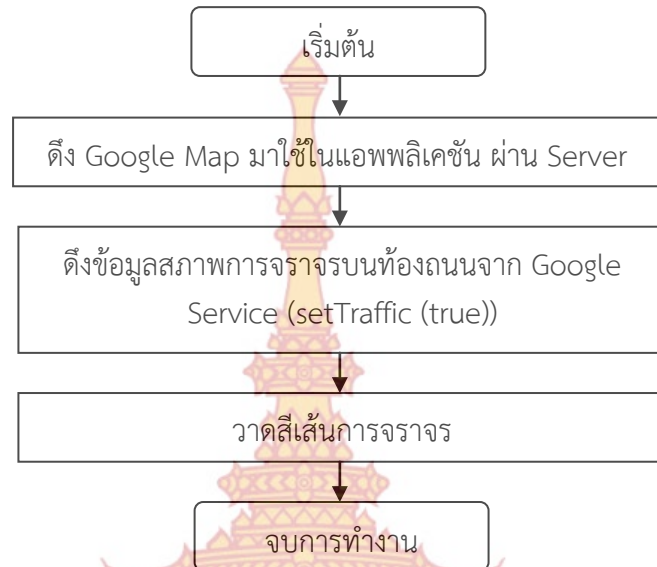 เริ่มต้น
ดึง Google Map มาใช้ในแอพพลิเคชัน ผ่าน Server
ดึงข้อมูลสภาพการจราจรบนท้องถนนจาก Google
Service (setTraffic (true))
วาดสีเส้นการจราจร
จบการทำงาน